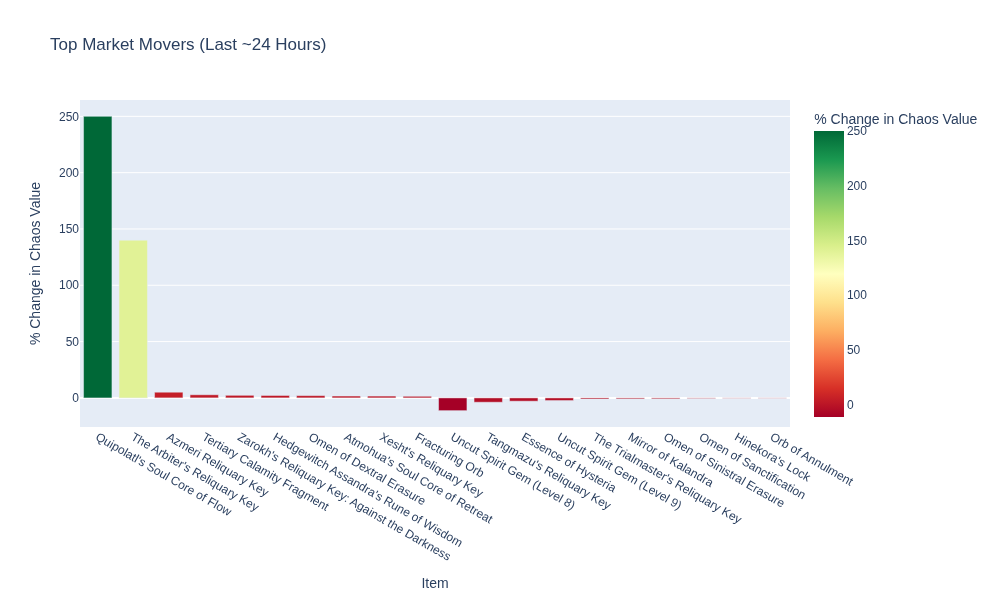 Top Market Movers (Last ~24 Hours)
% Change in Chaos Value
250
200
150
100
50
0
% Change in Chaos Value
250
200
150
100
50
0
Quipolatl's Soul Core of Flow
The Arbiter's Reliquary Key
Azmeri Reliquary Key
Tertiary Calamity Fragment
Zarokh's Reliquary Key: Against the Darkness
Hedgewitch Assandra's Rune of Wisdom
Omen of Dextral Erasure
Atmohua's Soul Core of Retreat
Xesht's Reliquary Key
Fracturing Orb
Uncut Spirit Gem (Level 8)
Tangmazu's Reliquary Key
Essence of Hysteria
Uncut Spirit Gem (Level 9)
The Trialmaster's Reliquary Key
Mirror of Kalandra
Omen of Sinistral Erasure
Omen of Sanctification
Hinekora's Lock
Orb of Annulment
Item